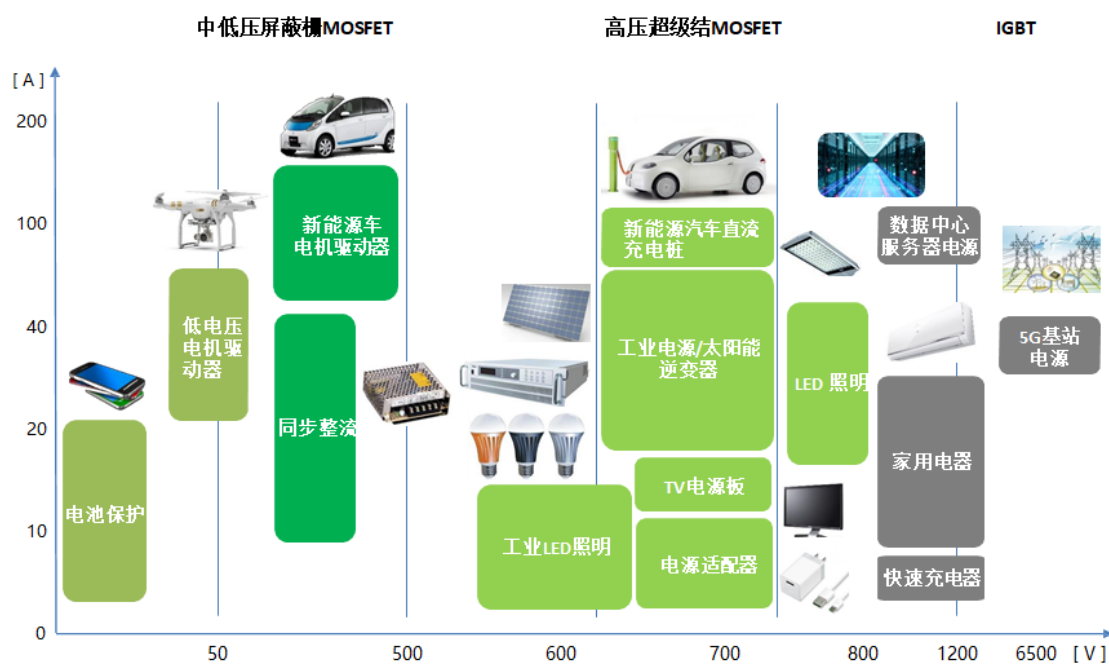 中低压屏蔽栅MOSFET
高压超级结MOSFET
IGBT
[ A ]
200
100
40
20
10
0
新能源车
电机驱动器
低电压
电机驱
动器
同步整流
电池保护
新能源汽车直流
充电桩
工业电源/太阳能
逆变器
TV电源板
工业LED照明
电源适配器
LED 照明
数据中心
服务器电源
5G基站
电源
家用电器
快速充电器
50
500
600
700
800
1200
6500
[ V ]